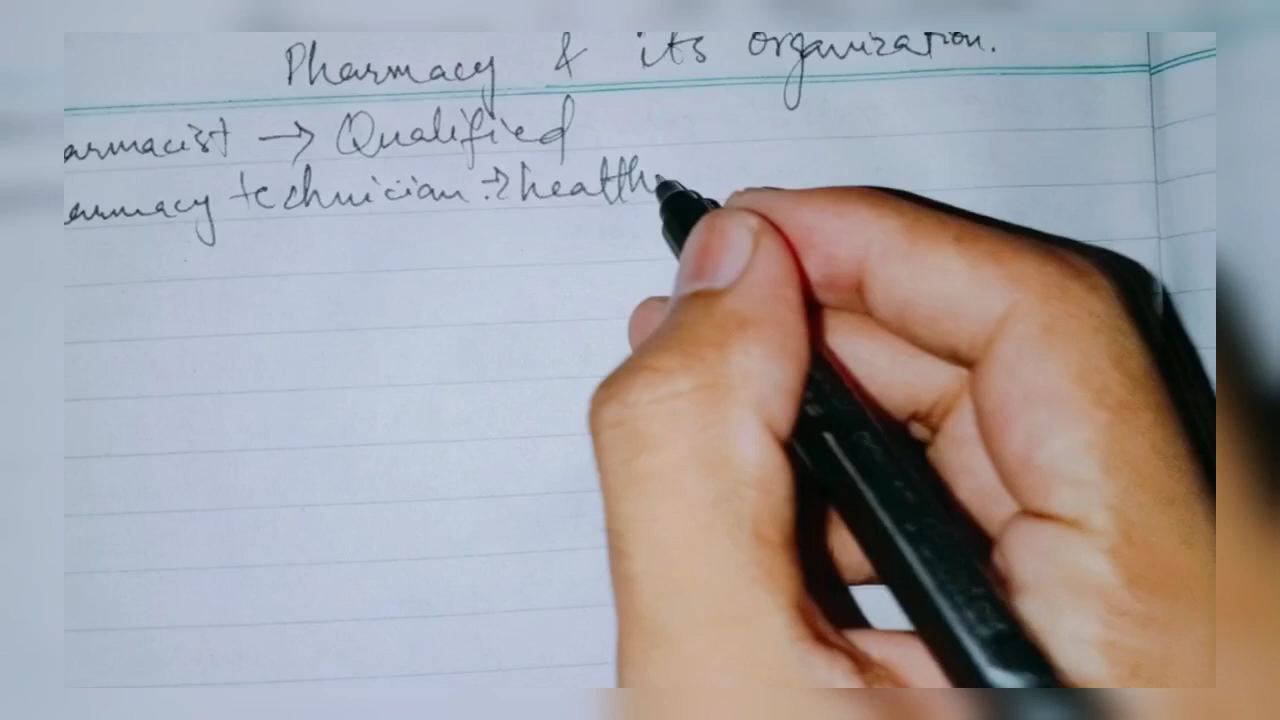 Pharmacy & its organization.
armacist → Qualified
armacy technician :→ health